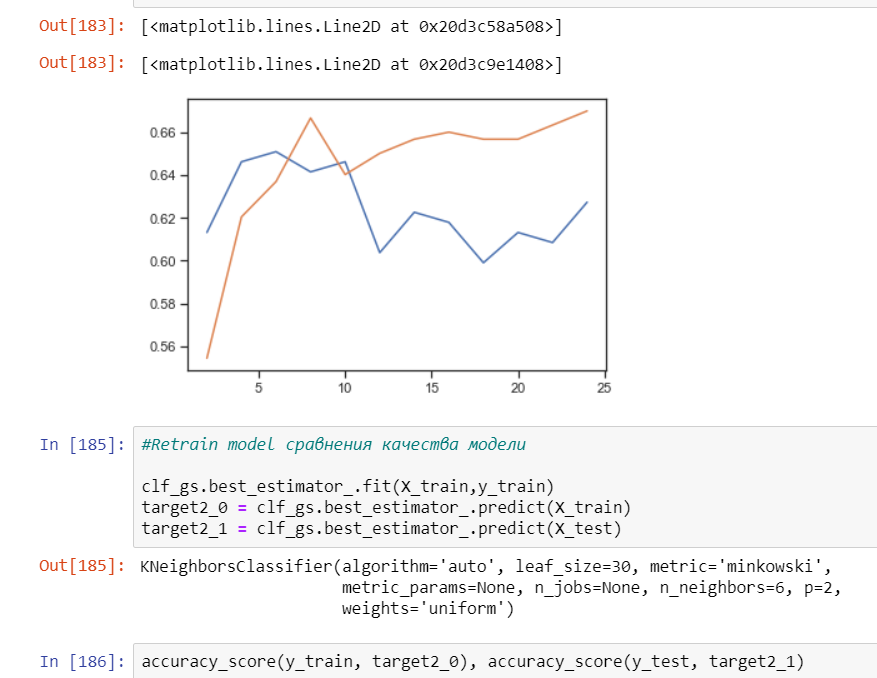 Out[183]: [<matplotlib.lines.Line2D at 0x20d3c58a508>]
Out[183]: [<matplotlib.lines.Line2D at 0x20d3c9e1408>]
0.66
0.64
0.62
0.60
0.58
0.56
5 10 15 20 25
In [185]: #Retrain model сравнения качества модели
clf_gs.best_estimator_.fit(X_train,y_train)
target2_0 = clf_gs.best_estimator_.predict(X_train)
target2_1 = clf_gs.best_estimator_.predict(X_test)
Out[185]: KNeighborsClassifier(algorithm='auto', leaf_size=30, metric='minkowski',
metric_params=None, n_jobs=None, n_neighbors=6, p=2,
weights='uniform')
In [186]: accuracy_score(y_train, target2_0), accuracy_score(y_test, target2_1)